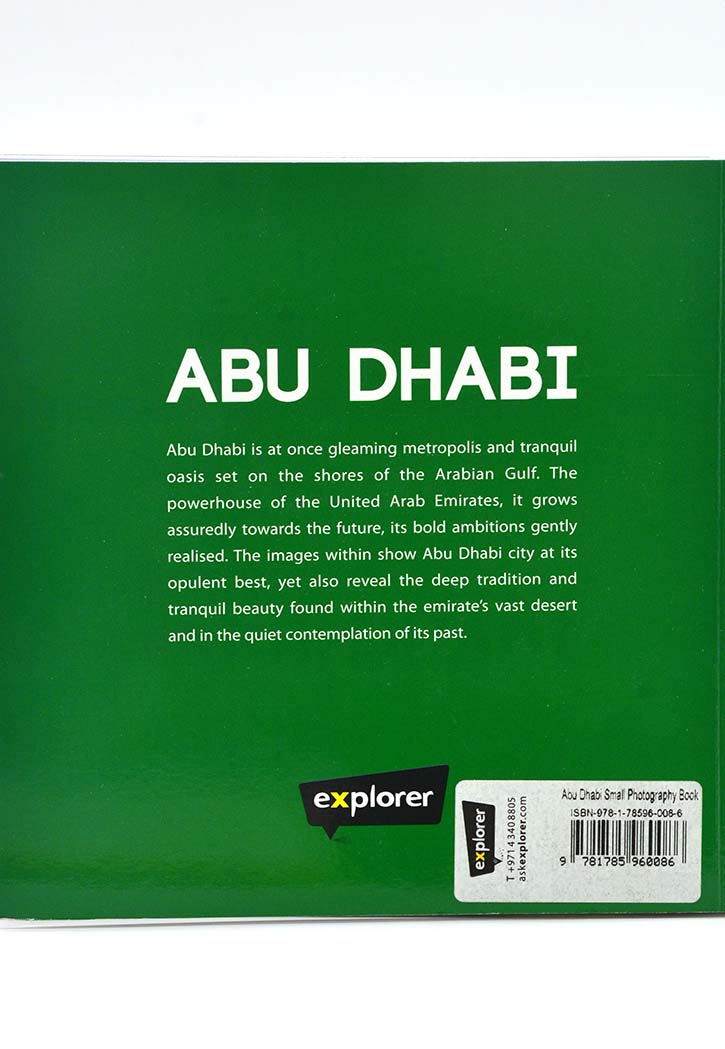 ABU DHABI
Abu Dhabi is at once gleaming metropolis and tranquil
oasis set on the shores of the Arabian Gulf. The
powerhouse of the United Arab Emirates, it grows
assuredly towards the future, its bold ambitions gently
realised. The images within show Abu Dhabi city at its
opulent best, yet also reveal the deep tradition and
tranquil beauty found within the emirate's vast desert
and in the quiet contemplation of its past.
explorer
explorer
T +971 4 340 8805
askexplorer.com
Abu Dhabi Small Photography Book
ISBN-978-1-78596-008-6
9 781785 960086